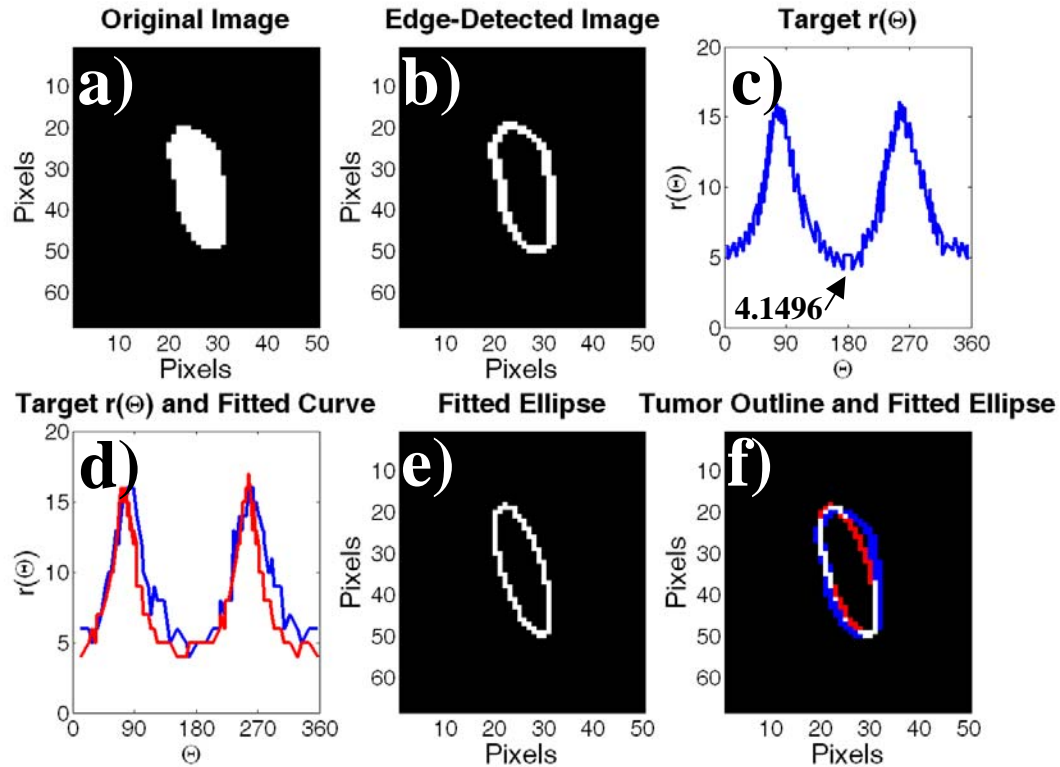 Original Image
a)
10
20
30
40
50
60
Pixels
10 20 30 40 50
Pixels
Edge-Detected Image
b)
10
20
30
40
50
60
Pixels
10 20 30 40 50
Pixels
Target r(Θ)
c)
20
15
10
5
0
r(Θ)
4.1496
0 90 180 270 360
Θ
Target r(Θ) and Fitted Curve
d)
20
15
10
5
0
r(Θ)
0 90 180 270 360
Θ
Fitted Ellipse
e)
10
20
30
40
50
60
Pixels
10 20 30 40 50
Pixels
Tumor Outline and Fitted Ellipse
f)
10
20
30
40
50
60
Pixels
10 20 30 40 50
Pixels